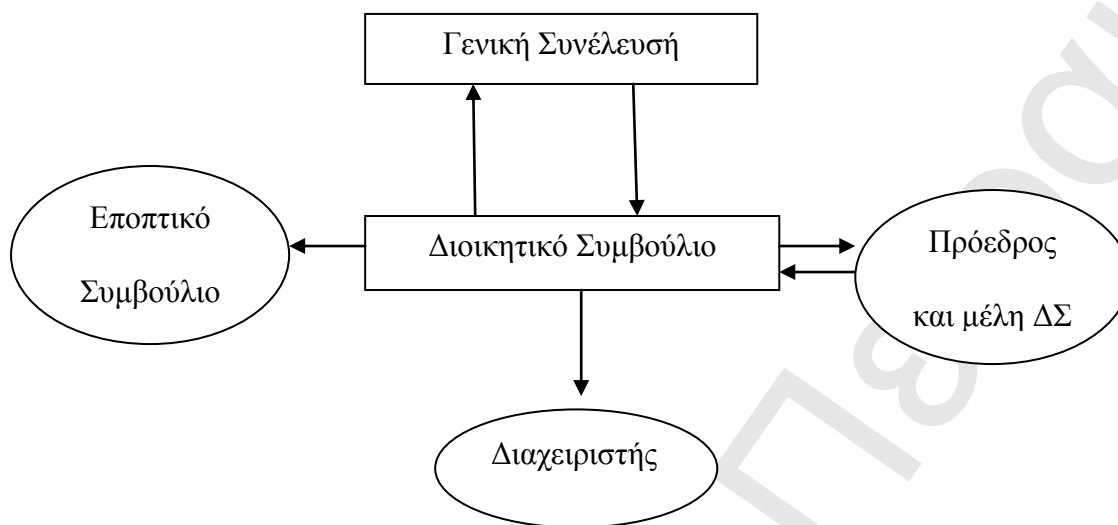 Γενική Συνέλευσή
Εποπτικό
Συμβούλιο
Διοικητικό Συμβούλιο
Πρόεδρος
και μέλη ΔΣ
Διαχειριστής